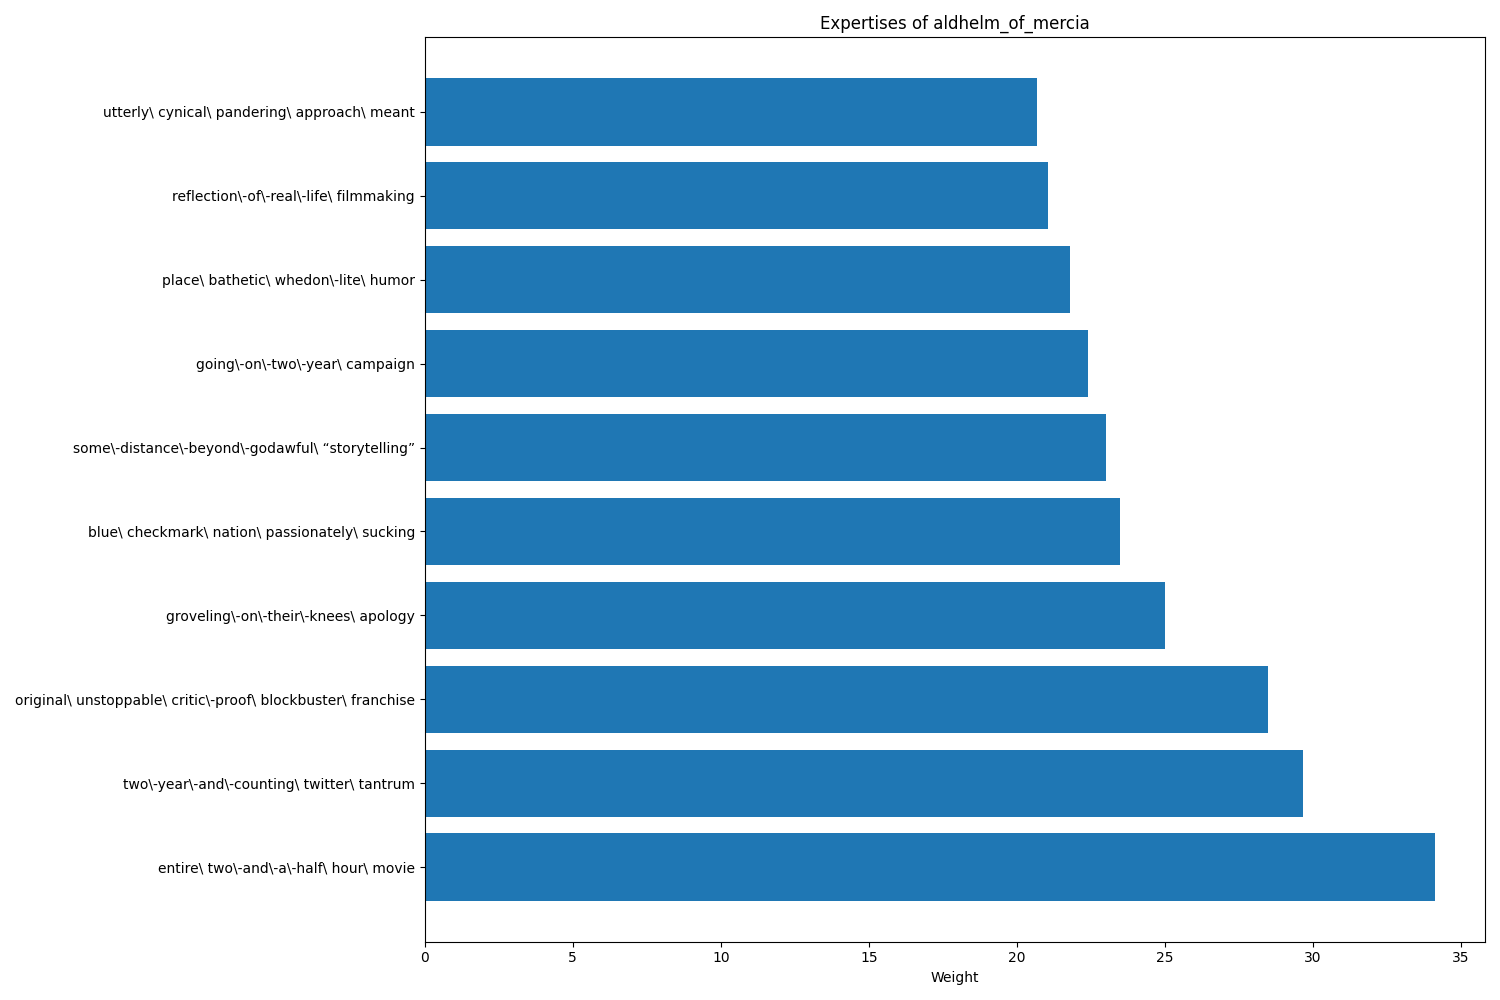 Expertises of aldhelm_of_mercia
utterly\ cynical\ pandering\ approach\ meant
reflection\-of\-real\-life\ filmmaking
place\ bathetic\ whedon\-lite\ humor
going\-on\-two\-year\ campaign
some\-distance\-beyond\-godawful\ “storytelling”
blue\ checkmark\ nation\ passionately\ sucking
groveling\-on\-their\-knees\ apology
original\ unstoppable\ critic\-proof\ blockbuster\ franchise
two\-year\-and\-counting\ twitter\ tantrum
entire\ two\-and\-a\-half\ hour\ movie
0 5 10 15 20 25 30 35
Weight